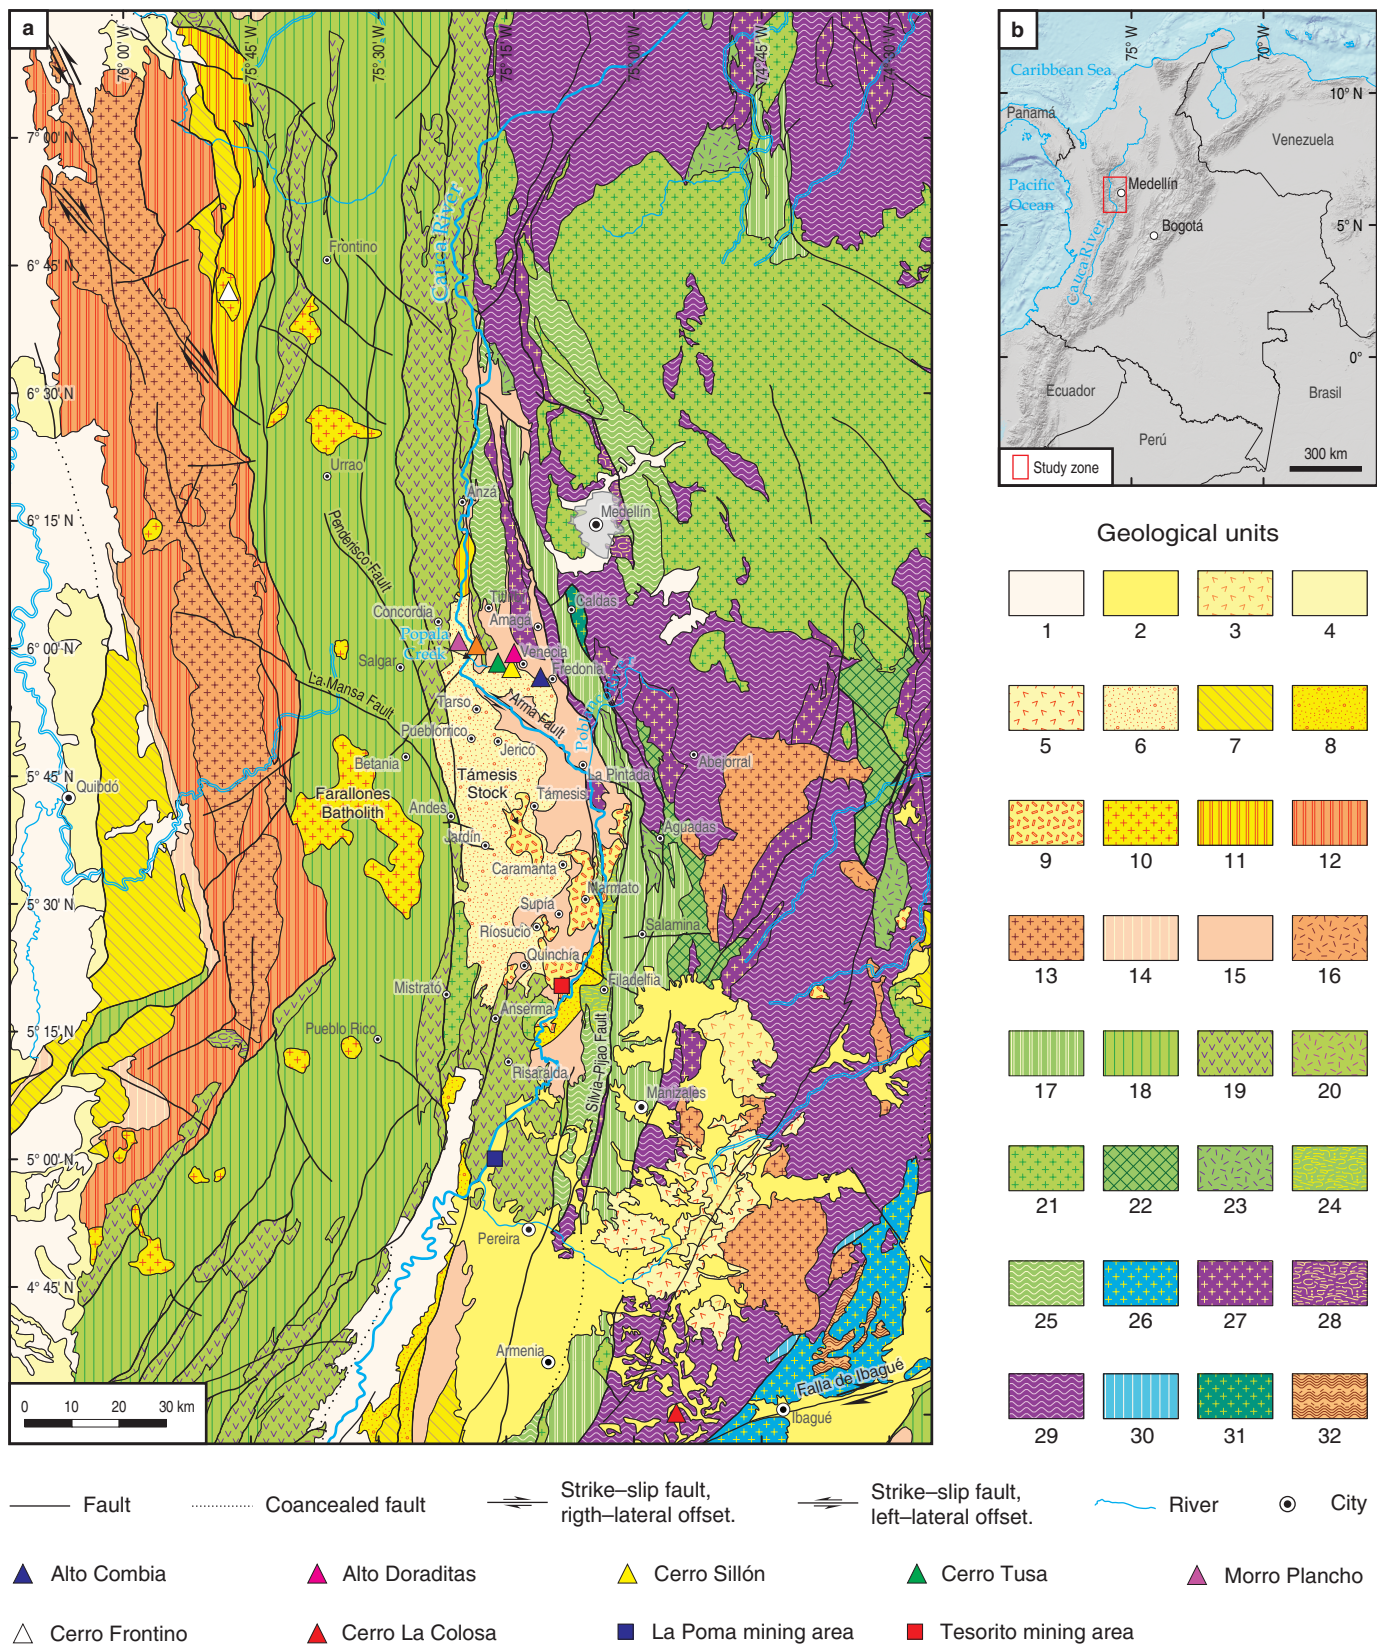 a
76° 00' W
75° 45' W
75° 30' W
75° 15' W
75° 30' W
74° 45' W
74° 30' W
7° 00' N
6° 45' N
6° 30' N
6° 15' N
6° 00' N
5° 45' N
5° 30' N
5° 15' N
5° 00' N
4° 45' N
Cauca River
Frontino
Urrao
Anzá
Medellín
Penderisco Fault
Concordia
Amagá
Caldas
Popala
Creek
Venecia
Salgar
Fredonia
La Mansa Fault
Tarso
Arma Fault
Pueblorrico
Jericó
Betania
La Pintada
Abejorral
Quibdó
Támesis
Stock
Támesis
Farallones
Batholith
Andes
Jardín
Aguadas
Caramanta
Marmato
Supía
Salamina
Riosucio
Quinchía
Mistrató
Filadelfia
Anserma
Pueblo Rico
Silvia–Pijao Fault
Risaralda
Manizales
Pereira
Armenia
Falla de Ibagué
Ibagué
0 10 20 30 km
b
75° W
70° W
Caribbean Sea
10° N
Panamá
Venezuela
Pacific
Ocean
Medellín
Bogotá
5° N
Cauca River
0°
Ecuador
Brasil
Perú
300 km
Study zone
Geological units
1 2 3 4
5 6 7 8
9 10 11 12
13 14 15 16
17 18 19 20
21 22 23 24
25 26 27 28
29 30 31 32
Fault
Coancealed fault
Strike–slip fault,
rigth–lateral offset.
Strike–slip fault,
left–lateral offset.
River
City
Alto Combia
Alto Doraditas
Cerro Sillón
Cerro Tusa
Morro Plancho
Cerro Frontino
Cerro La Colosa
La Poma mining area
Tesorito mining area